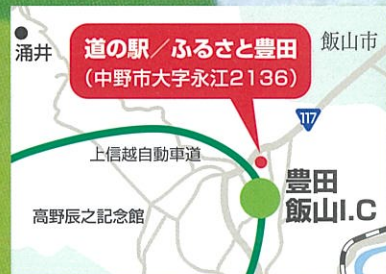 涌井
道の駅／ふるさと豊田
(中野市大字永江2136)
飯山市
117
上信越自動車道
豊田
飯山I.C
高野辰之記念館